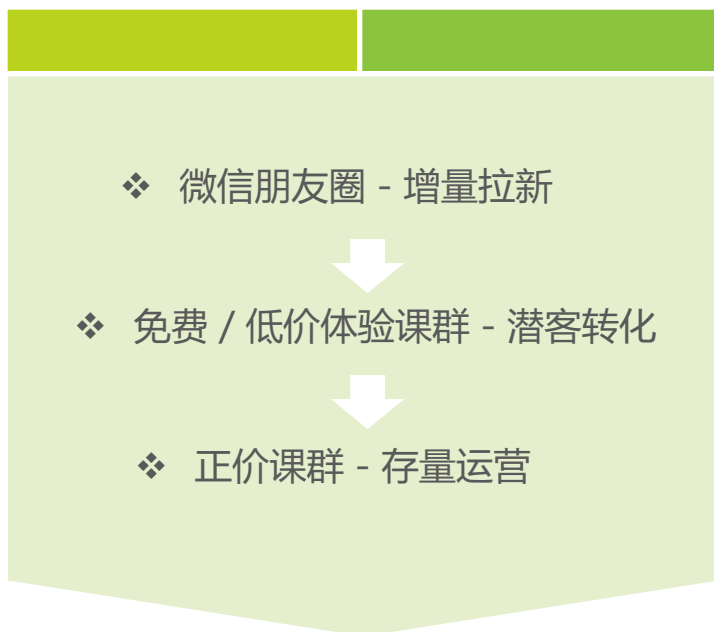 ❖ 微信朋友圈 - 增量拉新
❖ 免费 / 低价体验课群 - 潜客转化
❖ 正价课群 - 存量运营